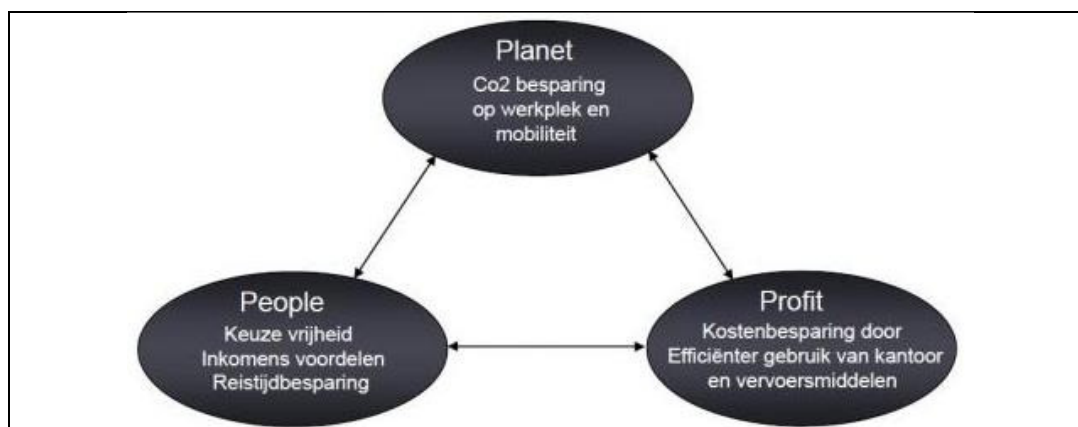 Planet
Co2 besparing
op werkplek en
mobiliteit
People
Keuze vrijheid
Inkomens voordelen
Reistijdbesparing
Profit
Kostenbesparing door
Efficiënter gebruik van kantoor
en vervoersmiddelen